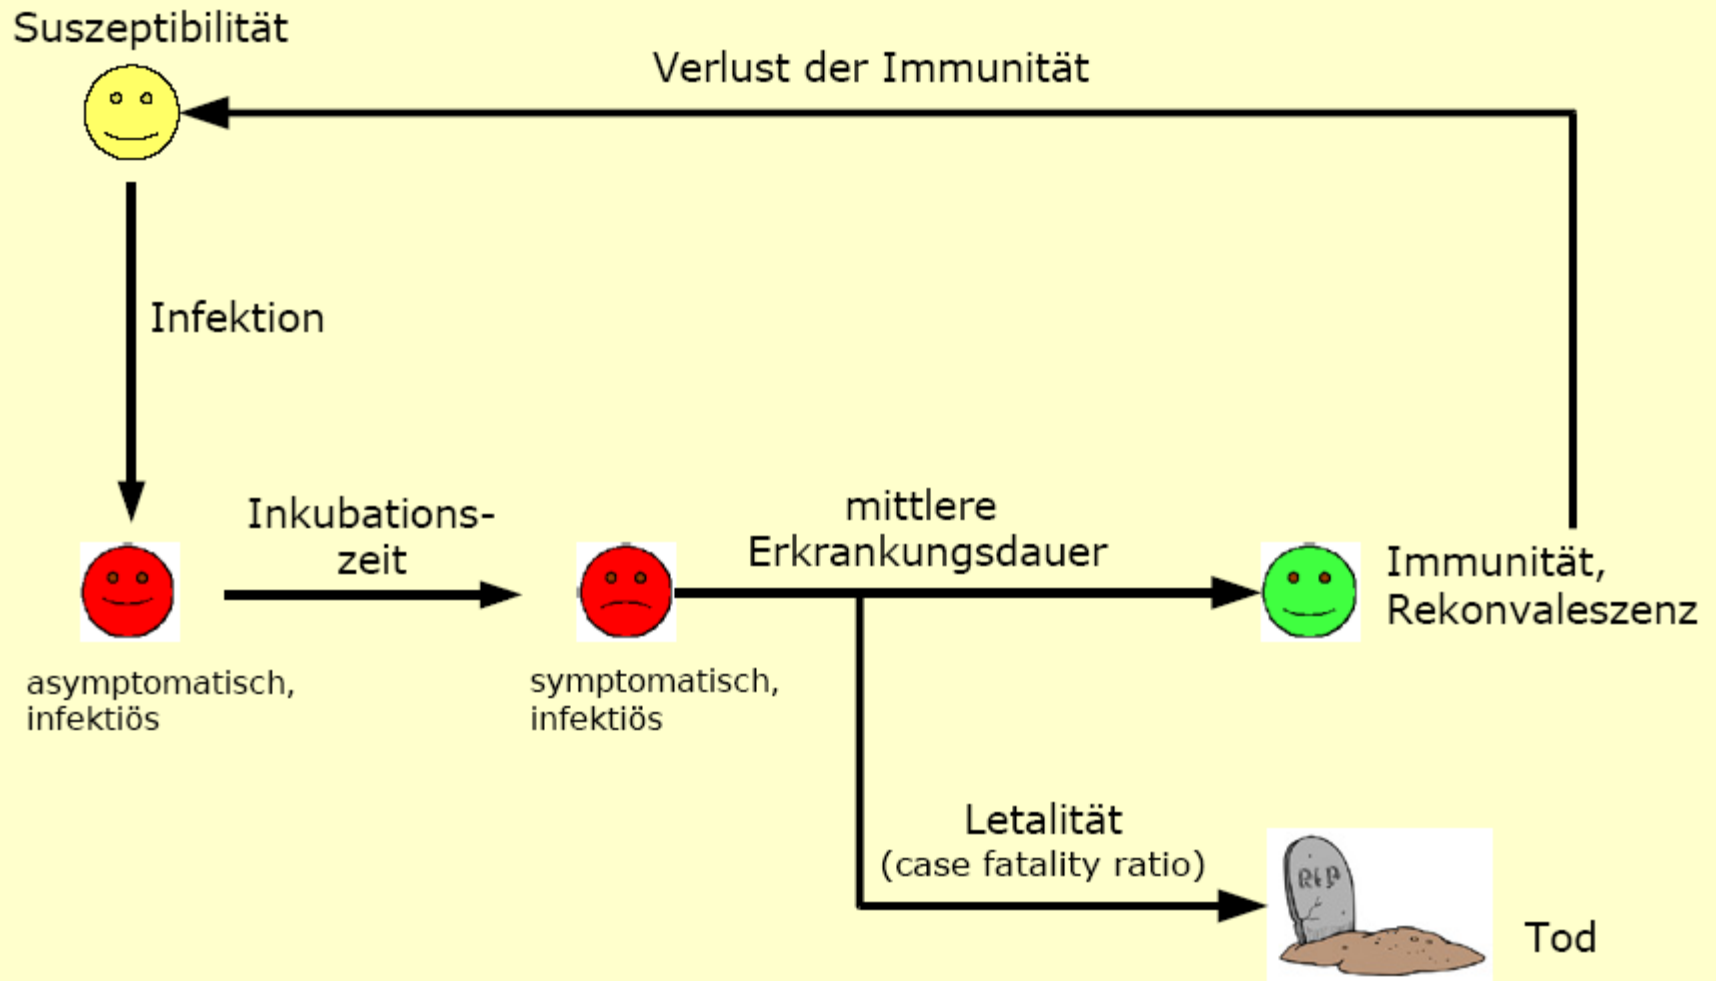 Suszeptibilität
Verlust der Immunität
Infektion
Inkubations-
zeit
mittlere
Erkrankungsdauer
Immunität,
Rekonvaleszenz
asymptomatisch,
infektiös
symptomatisch,
infektiös
Letalität
(case fatality ratio)
RIP
Tod